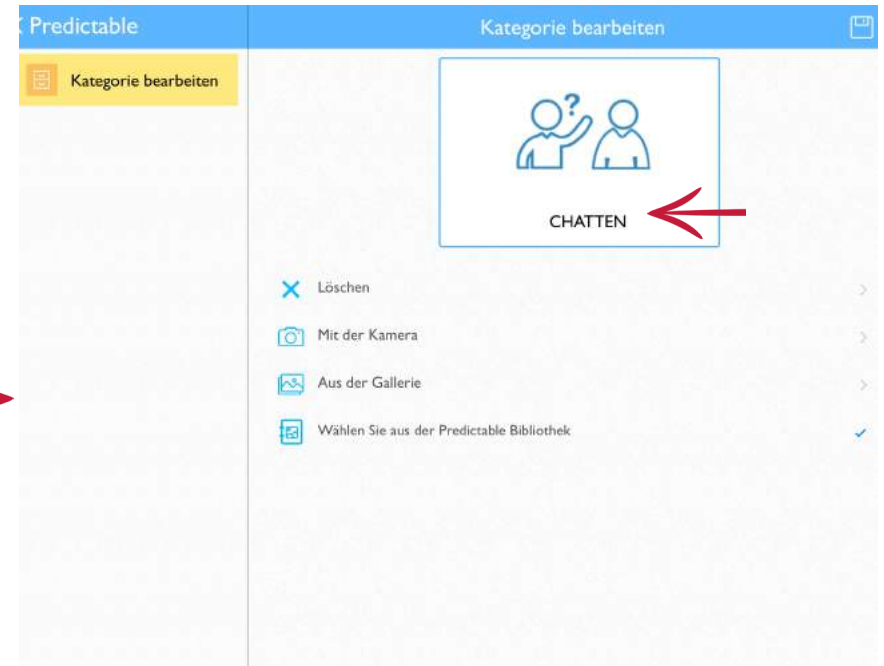 Predictable
Kategorie bearbeiten
Kategorie bearbeiten
?
CHATTEN
Löschen
Mit der Kamera
Aus der Gallerie
Wählen Sie aus der Predictable Bibliothek